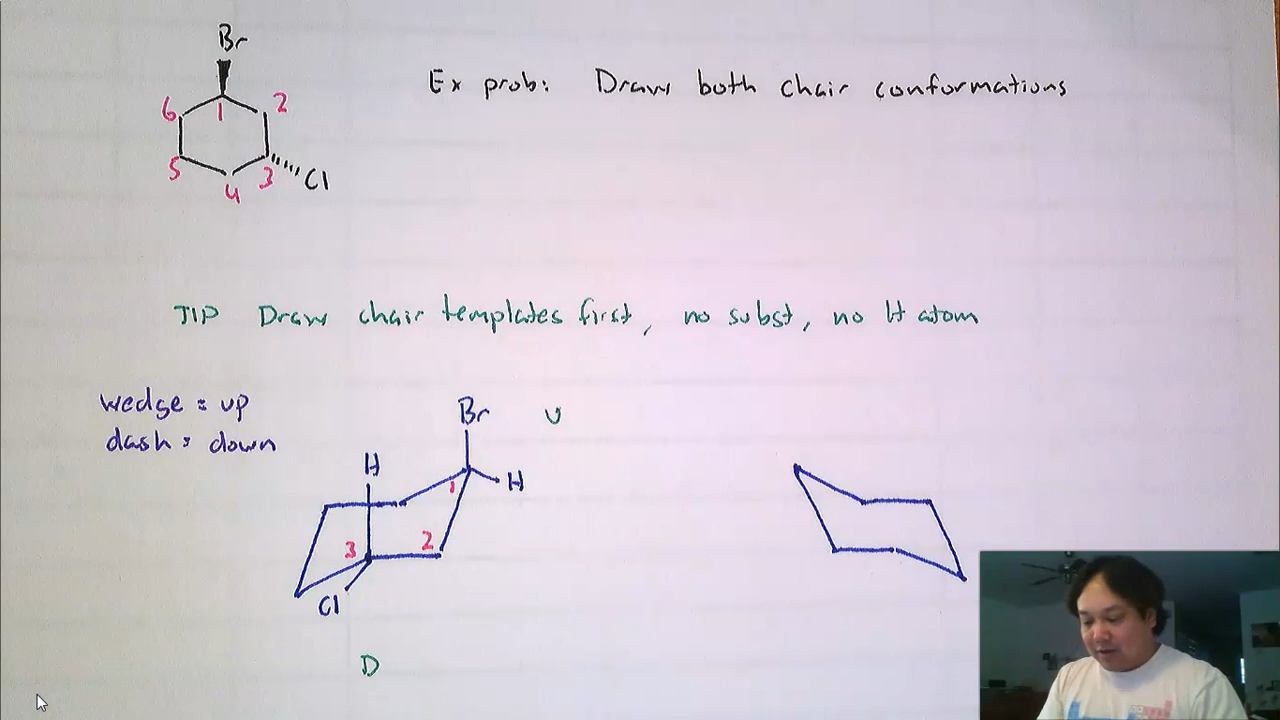 Br
Ex prob: Draw both chair conformations
6 1 2
5 4 3 Cl
TIP Draw chair templates first, no subst, no H atom
wedge = up
dash = down
Br U
H
1 H
3 2
Cl
D